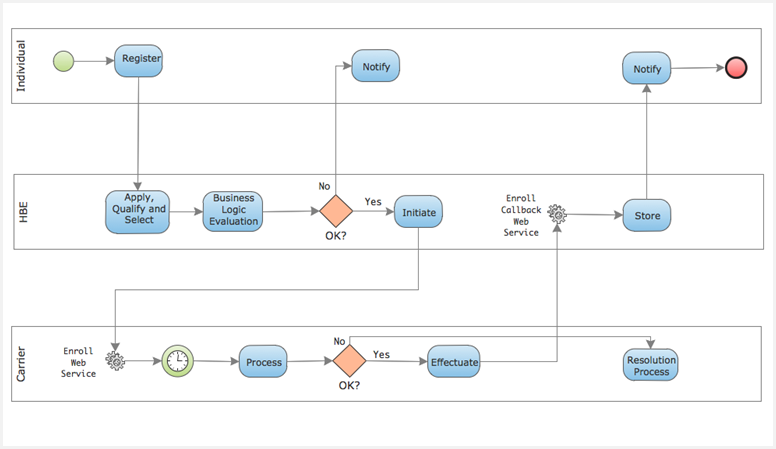 Individual
Register
Notify
Notify
HBE
Apply,
Qualify and
Select
Business
Logic
Evaluation
No
OK?
Yes
Initiate
Enroll
Callback
Web
Service
Store
Carrier
Enroll
Web
Service
Process
No
OK?
Yes
Effectuate
Resolution
Process